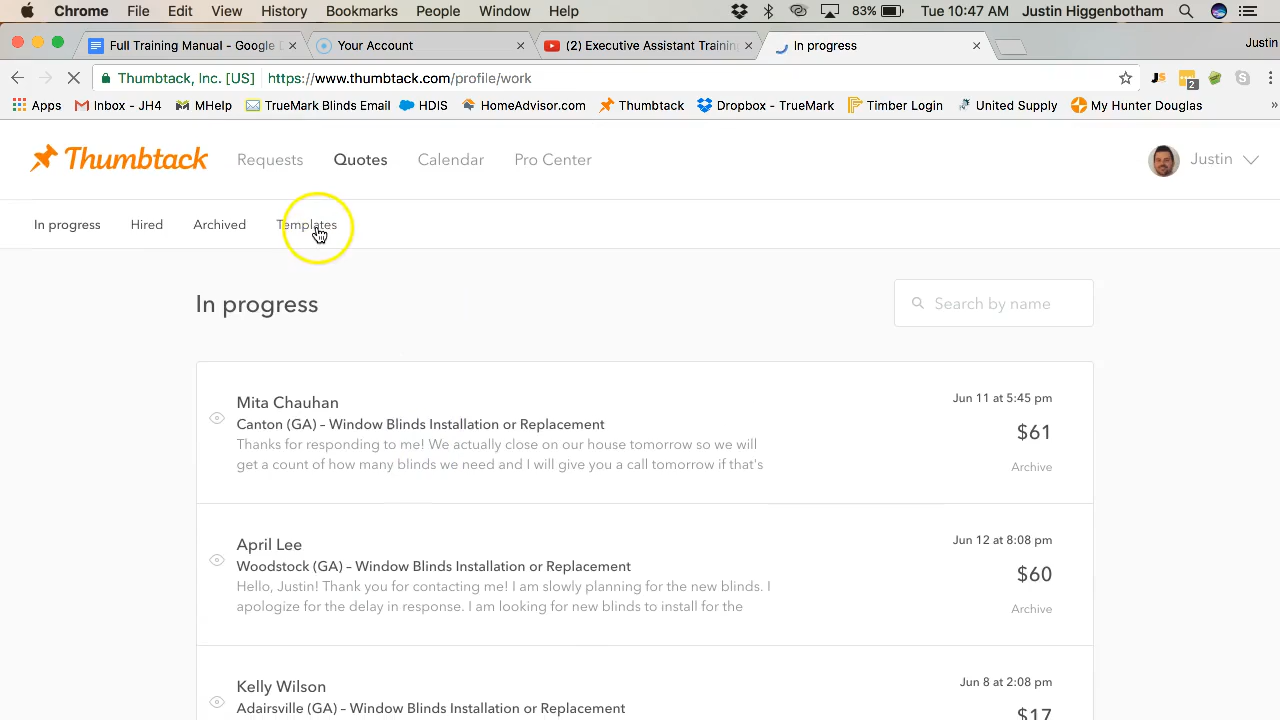 Chrome File Edit View History Bookmarks People Window Help 83% Tue 10:47 AM Justin Higgenbotham
Full Training Manual - Google D Your Account (2) Executive Assistant Training In progress Justin
Thumbtack, Inc. [US] https://www.thumbtack.com/profile/work
Apps Inbox - JH4 MHelp TrueMark Blinds Email HDIS HomeAdvisor.com Thumbtack Dropbox - TrueMark Timber Login United Supply My Hunter Douglas »
JS 2
Thumbtack Requests Quotes Calendar Pro Center Justin
In progress Hired Archived Templates
In progress Search by name
Mita Chauhan Jun 11 at 5:45 pm
Canton (GA) – Window Blinds Installation or Replacement $61
Thanks for responding to me! We actually close on our house tomorrow so we will
get a count of how many blinds we need and I will give you a call tomorrow if that's Archive
April Lee Jun 12 at 8:08 pm
Woodstock (GA) – Window Blinds Installation or Replacement $60
Hello, Justin! Thank you for contacting me! I am slowly planning for the new blinds. I
apologize for the delay in response. I am looking for new blinds to install for the Archive
Kelly Wilson Jun 8 at 2:08 pm
Adairsville (GA) – Window Blinds Installation or Replacement $17